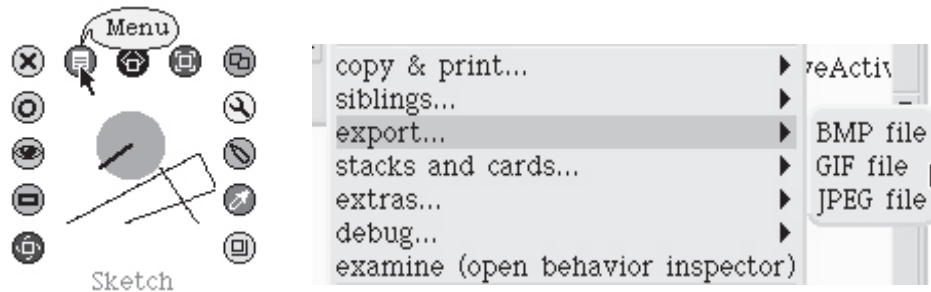 Menu
Sketch
copy & print...
siblings...
export...
stacks and cards...
extras...
debug...
examine (open behavior inspector)
BMP file
GIF file
JPEG file